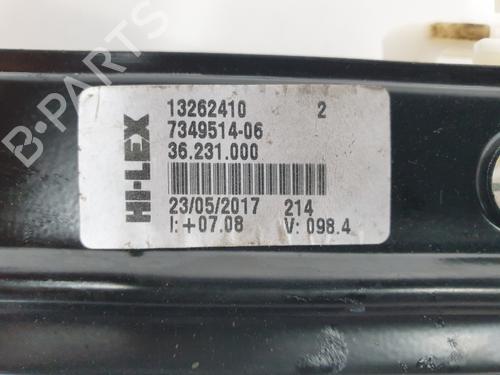 HI-LEX
13262410 2
7349514-06
36.231.000
23/05/2017 214
I: +07.08 V: 098.4
B-PARTS